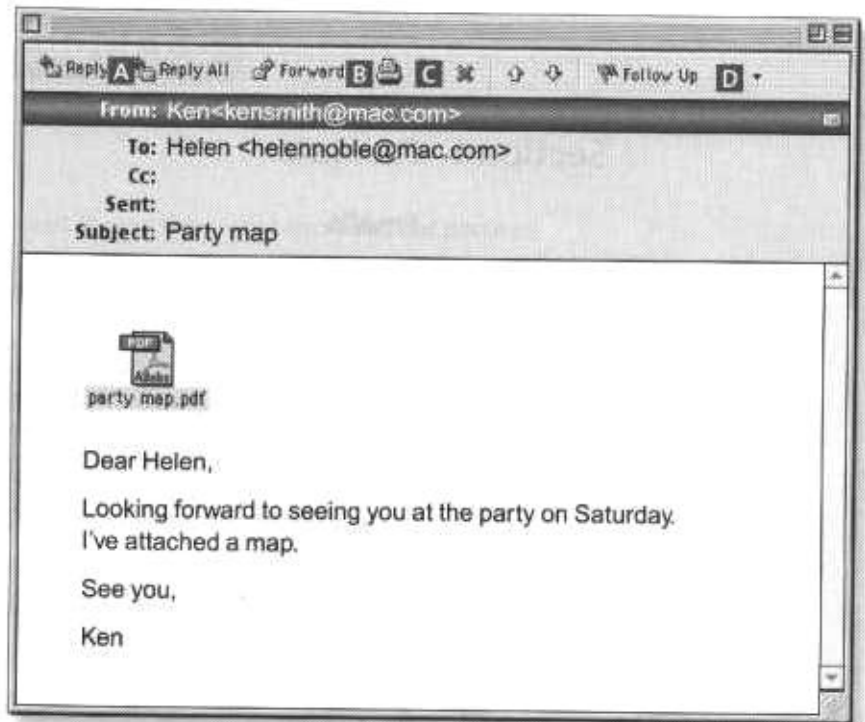 Reply A Reply All Forward B C Follow Up D
From: Ken<kensmith@mac.com>
To: Helen <helennoble@mac.com>
Cc:
Sent:
Subject: Party map
PDF
Adobe
party map.pdf
Dear Helen,
Looking forward to seeing you at the party on Saturday.
I've attached a map.
See you,
Ken